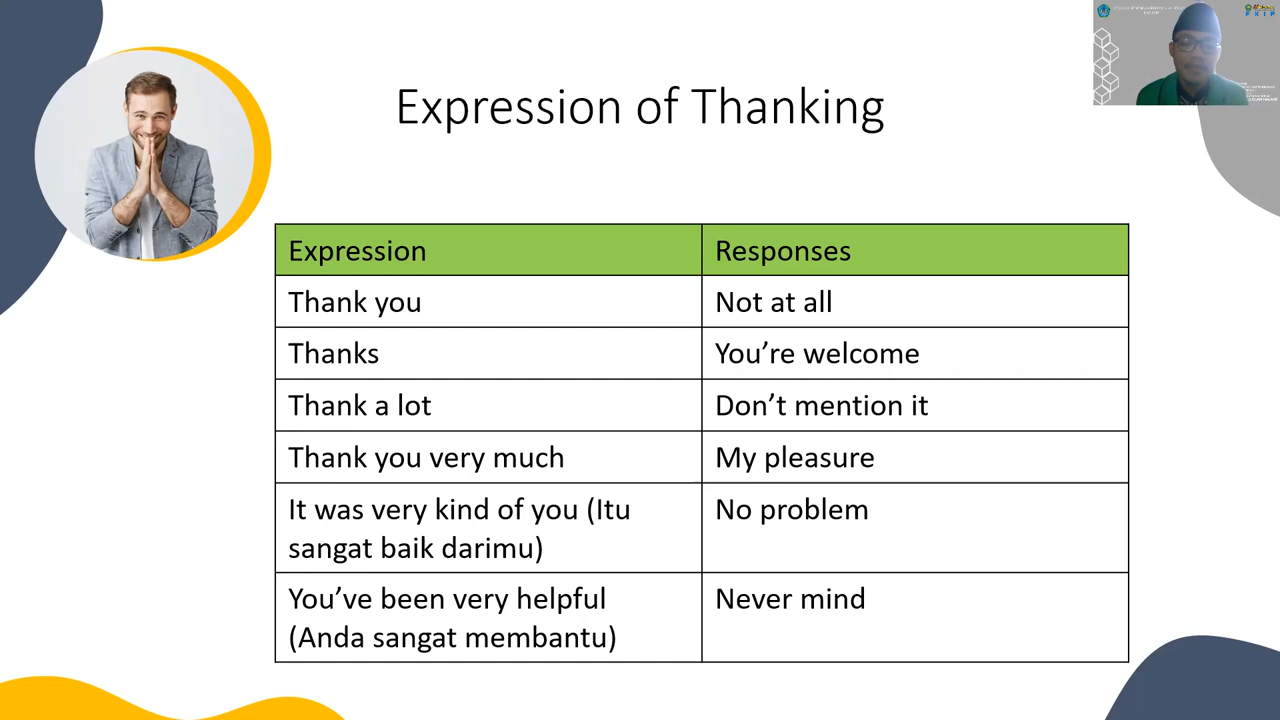 Expression of Thanking
Expression
Responses
Thank you
Not at all
Thanks
You're welcome
Thank a lot
Don't mention it
Thank you very much
My pleasure
It was very kind of you (Itu
sangat baik darimu)
No problem
You've been very helpful
(Anda sangat membantu)
Never mind
FKIP